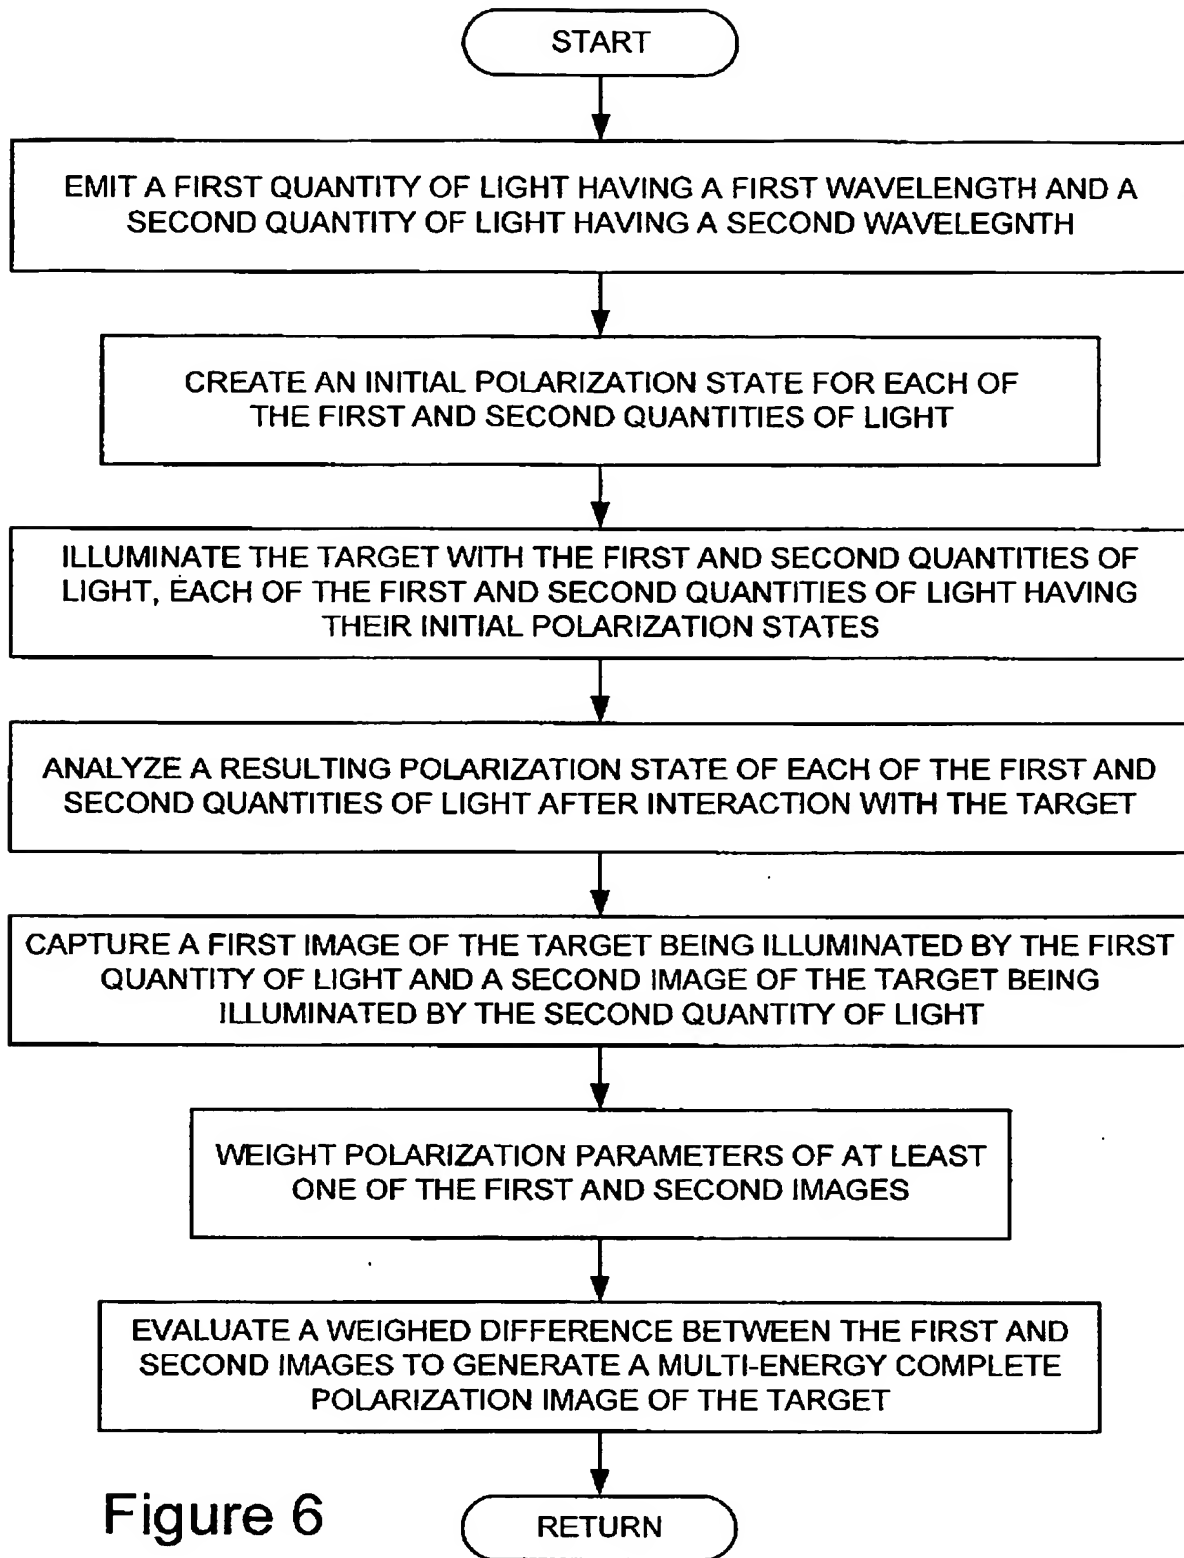 START
EMIT A FIRST QUANTITY OF LIGHT HAVING A FIRST WAVELENGTH AND A
SECOND QUANTITY OF LIGHT HAVING A SECOND WAVELEGNTH
CREATE AN INITIAL POLARIZATION STATE FOR EACH OF
THE FIRST AND SECOND QUANTITIES OF LIGHT
ILLUMINATE THE TARGET WITH THE FIRST AND SECOND QUANTITIES OF
LIGHT, EACH OF THE FIRST AND SECOND QUANTITIES OF LIGHT HAVING
THEIR INITIAL POLARIZATION STATES
ANALYZE A RESULTING POLARIZATION STATE OF EACH OF THE FIRST AND
SECOND QUANTITIES OF LIGHT AFTER INTERACTION WITH THE TARGET
CAPTURE A FIRST IMAGE OF THE TARGET BEING ILLUMINATED BY THE FIRST
QUANTITY OF LIGHT AND A SECOND IMAGE OF THE TARGET BEING
ILLUMINATED BY THE SECOND QUANTITY OF LIGHT
WEIGHT POLARIZATION PARAMETERS OF AT LEAST
ONE OF THE FIRST AND SECOND IMAGES
EVALUATE A WEIGHED DIFFERENCE BETWEEN THE FIRST AND
SECOND IMAGES TO GENERATE A MULTI-ENERGY COMPLETE
POLARIZATION IMAGE OF THE TARGET
Figure 6
RETURN